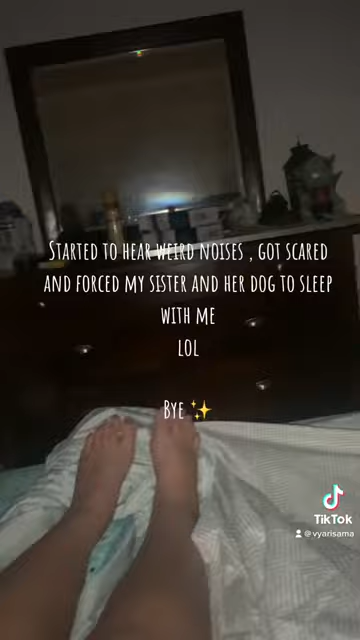 Started to hear weird noises , got scared
and forced my sister and her dog to sleep
with me
lol
Bye ✨
TikTok
@vyarisama